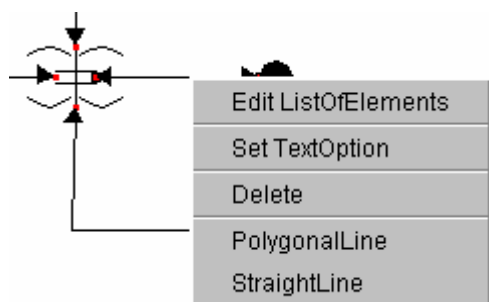 Edit ListOfElements
Set TextOption
Delete
PolygonalLine
StraightLine